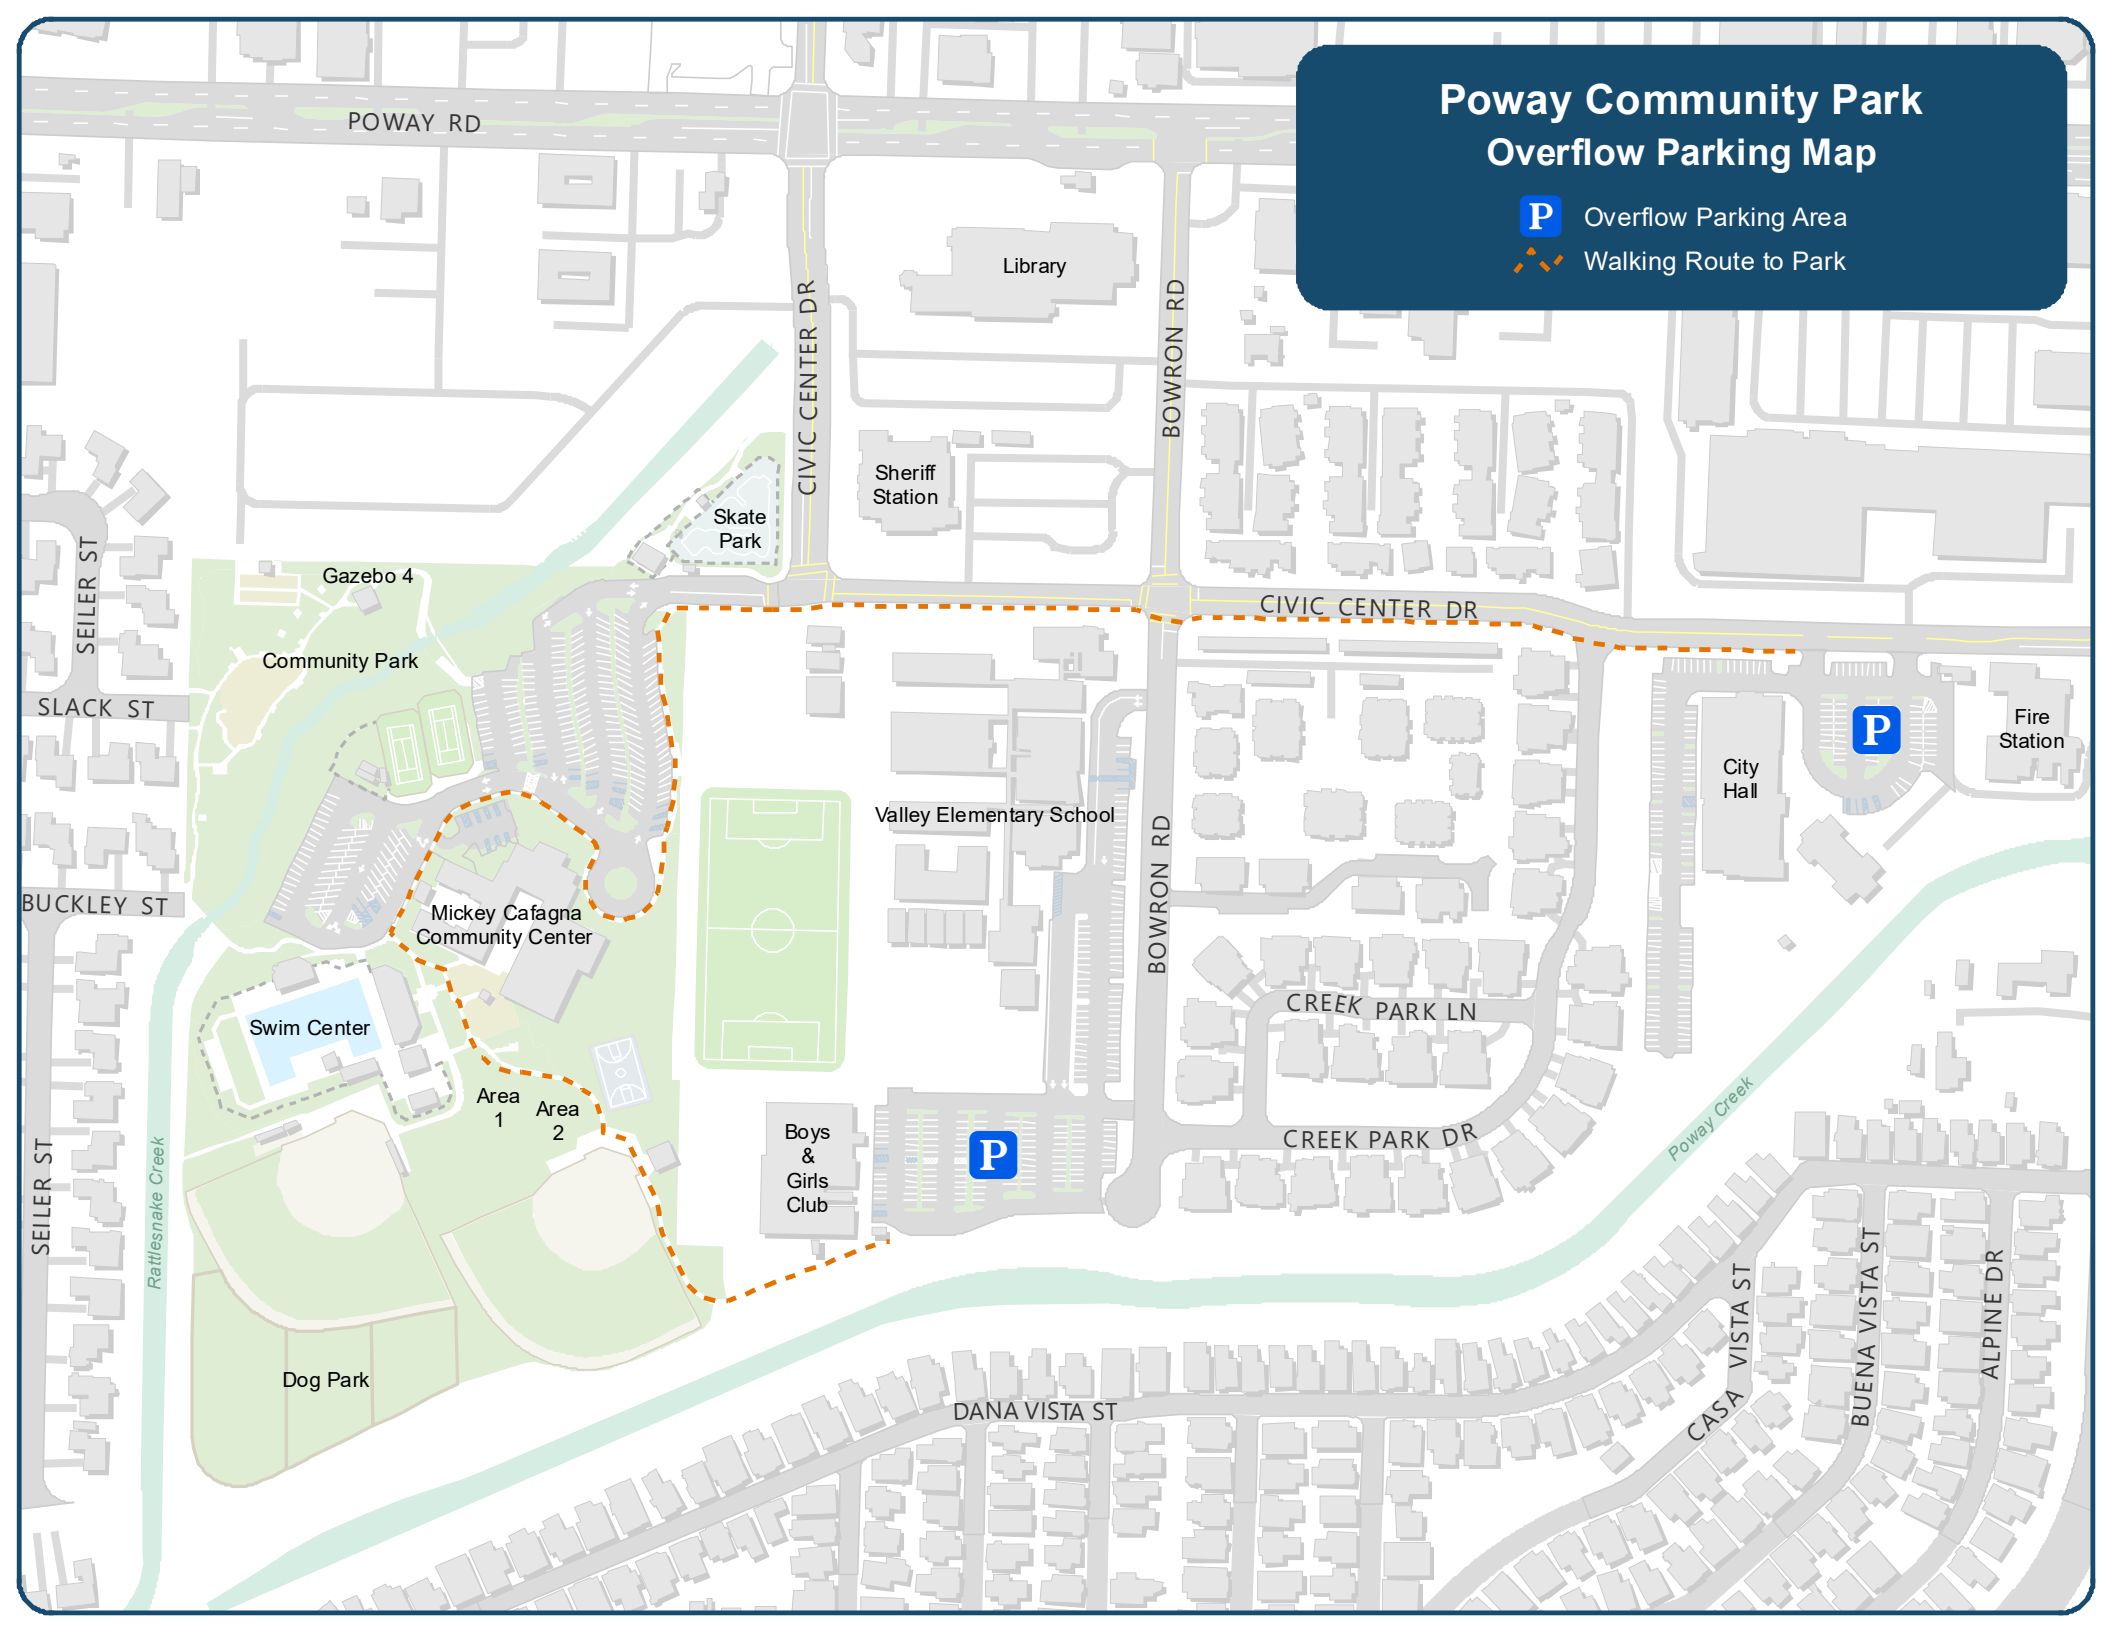 Poway Community Park
Overflow Parking Map
P
Overflow Parking Area
Walking Route to Park
POWAY RD
Library
CIVIC CENTER DR
BOWRON RD
Sheriff
Station
Skate
Park
Gazebo 4
SEILER ST
CIVIC CENTER DR
Community Park
SLACK ST
P
Fire
Station
City
Hall
Valley Elementary School
BOWRON RD
BUCKLEY ST
Mickey Cafagna
Community Center
CREEK PARK LN
Swim Center
Area
1
Area
2
Boys
&
Girls
Club
P
CREEK PARK DR
Poway Creek
SEILER ST
Rattlesnake Creek
CASA VISTA ST
BUENA VISTA ST
ALPINE DR
Dog Park
DANA VISTA ST